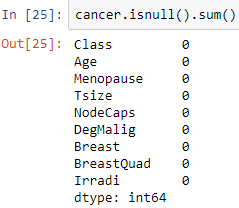 In [25]: cancer.isnull().sum()
Out[25]: Class 0
Age 0
Menopause 0
Tsize 0
NodeCaps 0
DegMalig 0
Breast 0
BreastQuad 0
Irradi 0
dtype: int64